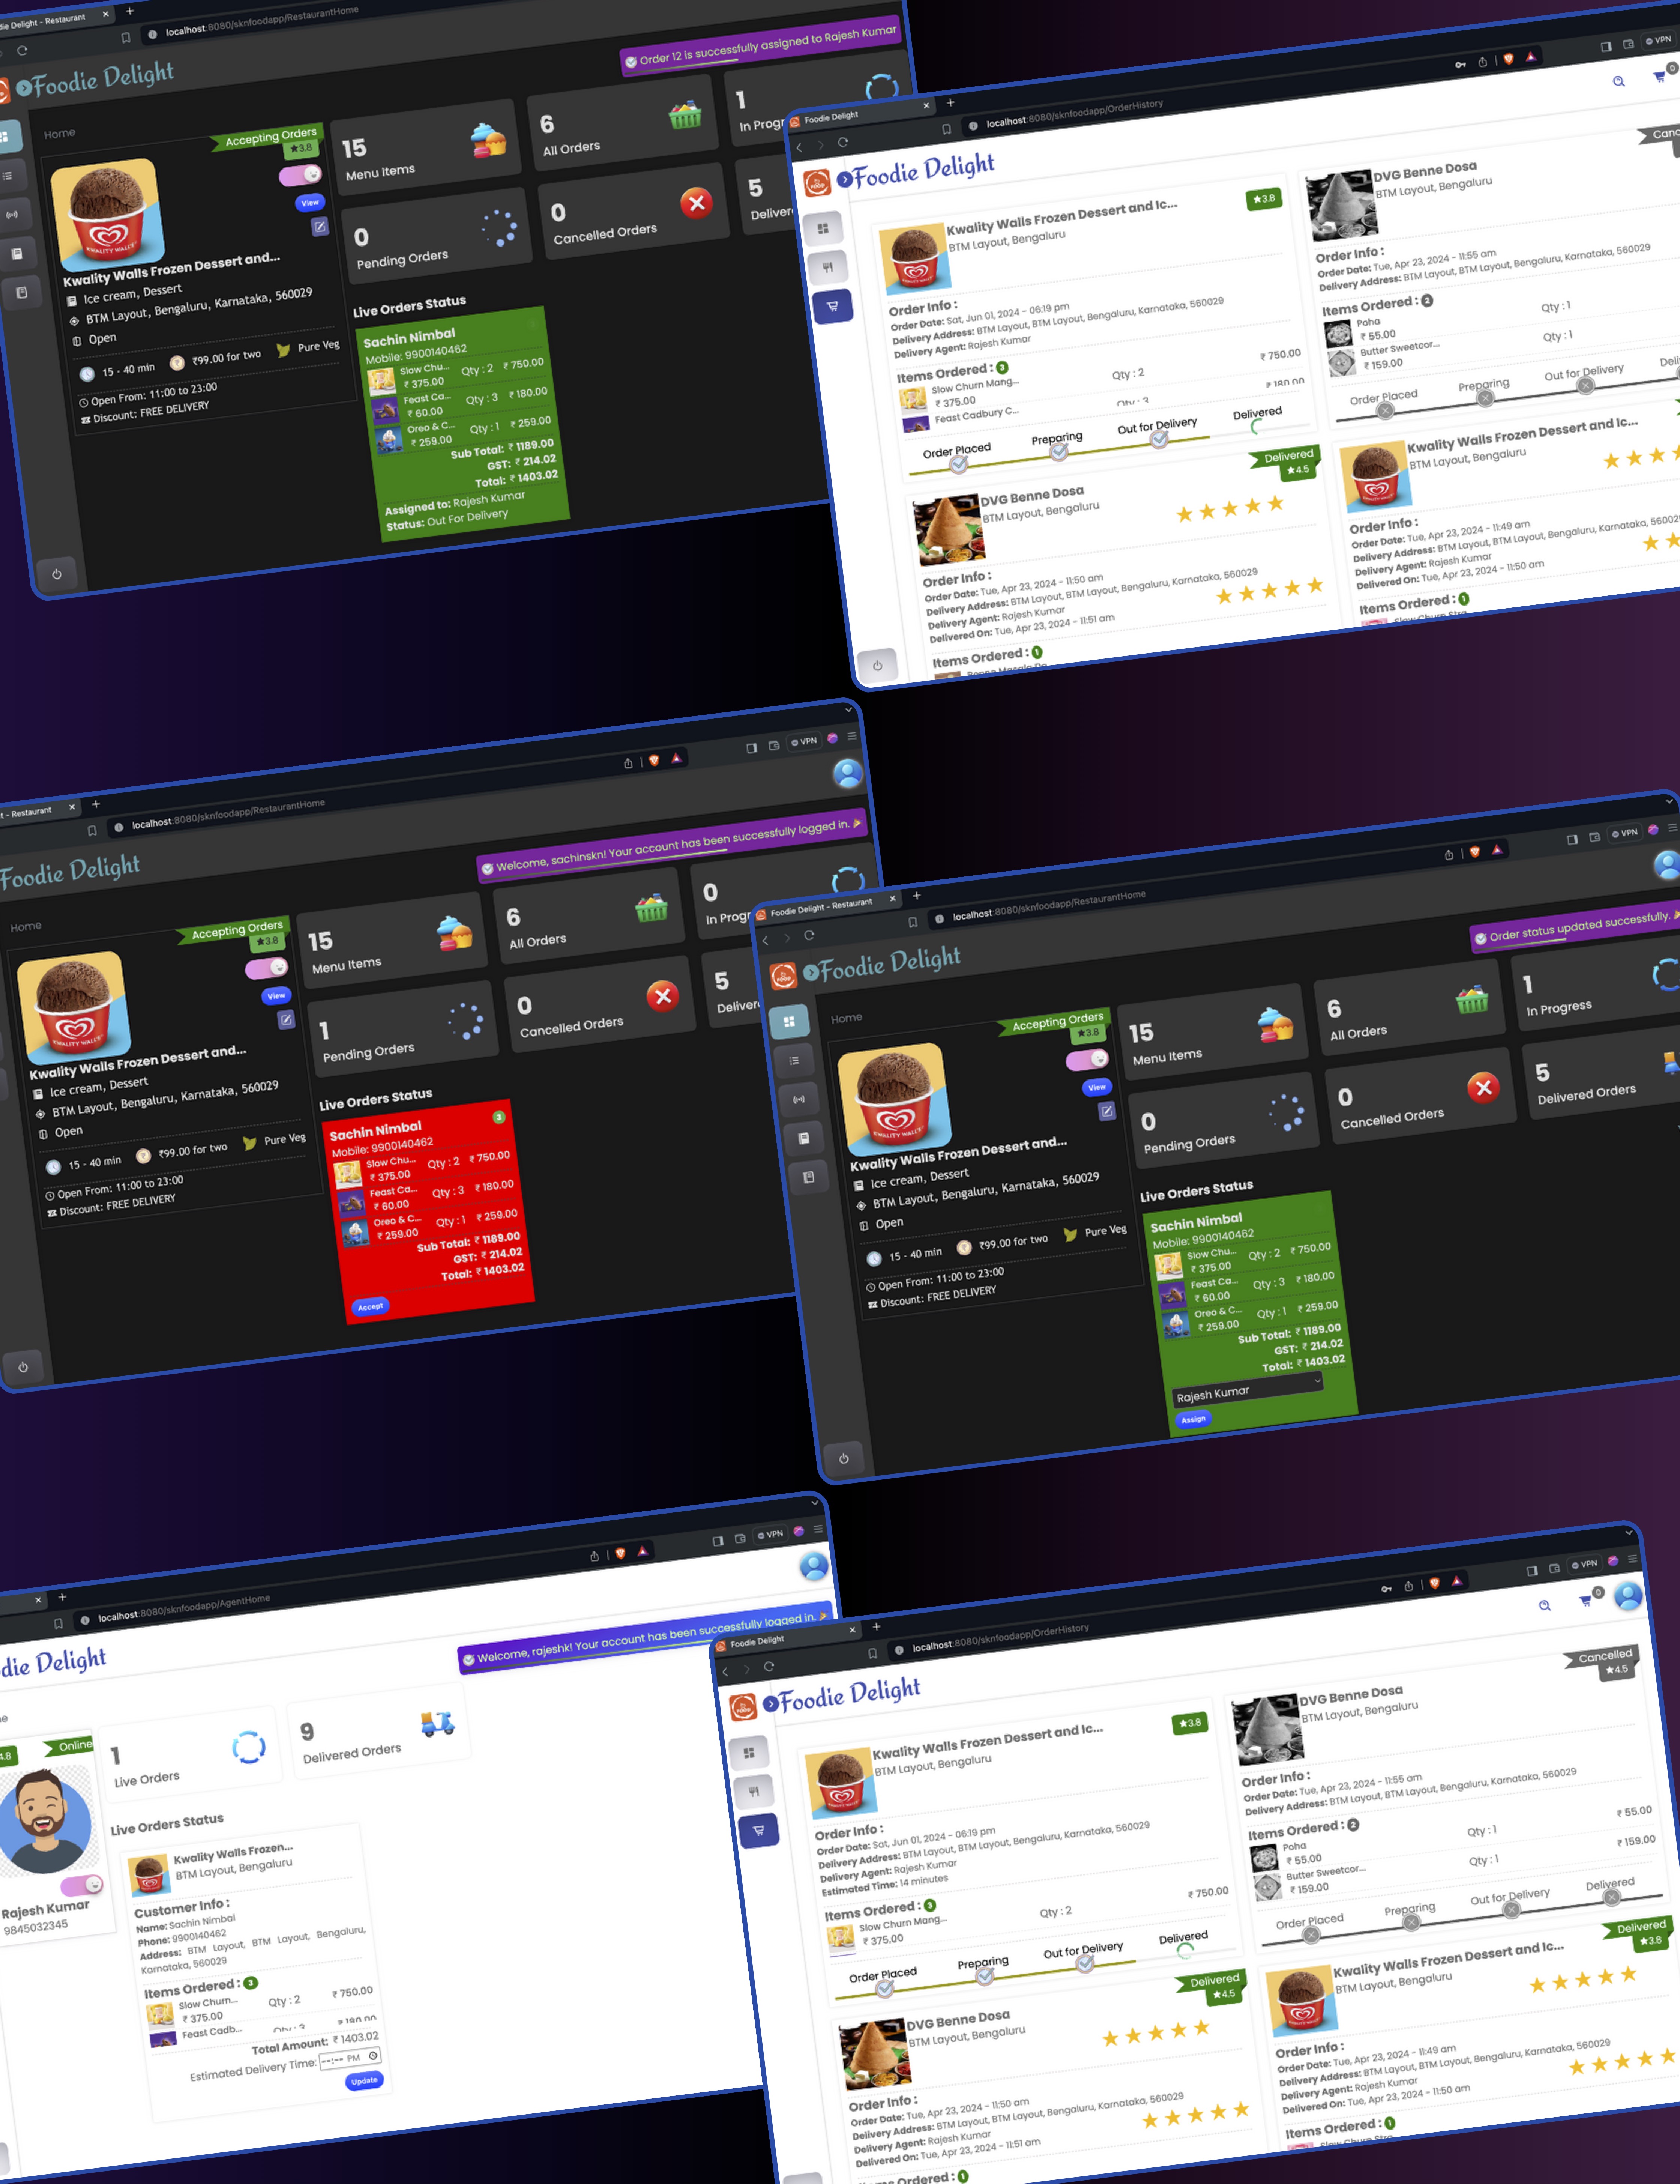 die Delight - Restaurant
localhost:8080/sknfoodapp/RestaurantHome
Foodie Delight
Order 12 is successfully assigned to Rajesh Kumar
Home
Accepting Orders
★3.8
View
Kwality Walls Frozen Dessert and...
Ice cream, Dessert
BTM Layout, Bengaluru, Karnataka, 560029
Open
15 - 40 min
₹99.00 for two
Pure Veg
Open From: 11:00 to 23:00
Discount: FREE DELIVERY
15
Menu Items
6
All Orders
1
In Progr
0
Pending Orders
0
Cancelled Orders
5
Deliver
Live Orders Status
Sachin Nimbal
Mobile: 9900140462
Slow Chu... Qty : 2 ₹ 750.00
₹ 375.00
Feast Ca... Qty : 3 ₹ 180.00
₹ 60.00
Oreo & C... Qty : 1 ₹ 259.00
₹ 259.00
Sub Total: ₹ 1189.00
GST: ₹ 214.02
Total: ₹ 1403.02
Assigned to: Rajesh Kumar
Status: Out For Delivery
Foodie Delight
localhost:8080/sknfoodapp/OrderHistory
VPN
0
Foodie Delight
Kwality Walls Frozen Dessert and Ic...
BTM Layout, Bengaluru
★3.8
Order Info :
Order Date: Sat, Jun 01, 2024 - 06:19 pm
Delivery Address: BTM Layout, BTM Layout, Bengaluru, Karnataka, 560029
Delivery Agent: Rajesh Kumar
Items Ordered : 3
Slow Churn Mang... Qty : 2 ₹ 750.00
₹ 375.00
Feast Cadbury C... Qty : 3 ₹ 180.00
Order Placed Preparing Out for Delivery Delivered
Canc
DVG Benne Dosa
BTM Layout, Bengaluru
Order Info :
Order Date: Tue, Apr 23, 2024 - 11:55 am
Delivery Address: BTM Layout, BTM Layout, Bengaluru, Karnataka, 560029
Items Ordered : 2
Poha Qty : 1
₹ 55.00
Butter Sweetcor... Qty : 1
₹ 159.00
Order Placed Preparing Out for Delivery
Delivered
★4.5
DVG Benne Dosa
BTM Layout, Bengaluru
Order Info :
Order Date: Tue, Apr 23, 2024 - 11:50 am
Delivery Address: BTM Layout, BTM Layout, Bengaluru, Karnataka, 560029
Delivery Agent: Rajesh Kumar
Delivered On: Tue, Apr 23, 2024 - 11:51 am
Items Ordered : 1
Kwality Walls Frozen Dessert and Ic...
BTM Layout, Bengaluru
Order Info :
Order Date: Tue, Apr 23, 2024 - 11:49 am
Delivery Address: BTM Layout, BTM Layout, Bengaluru, Karnataka, 56002
Delivery Agent: Rajesh Kumar
Delivered On: Tue, Apr 23, 2024 - 11:50 am
Items Ordered : 1
t - Restaurant
localhost:8080/sknfoodapp/RestaurantHome
VPN
Foodie Delight
Welcome, sachinskn! Your account has been successfully logged in.
Home
Accepting Orders
★3.8
View
Kwality Walls Frozen Dessert and...
Ice cream, Dessert
BTM Layout, Bengaluru, Karnataka, 560029
Open
15 - 40 min
₹99.00 for two
Pure Veg
Open From: 11:00 to 23:00
Discount: FREE DELIVERY
15
Menu Items
6
All Orders
0
In Progr
1
Pending Orders
0
Cancelled Orders
5
Deliver
Live Orders Status
Sachin Nimbal 3
Mobile: 9900140462
Slow Chu... Qty : 2 ₹ 750.00
₹ 375.00
Feast Ca... Qty : 3 ₹ 180.00
₹ 60.00
Oreo & C... Qty : 1 ₹ 259.00
₹ 259.00
Sub Total: ₹ 1189.00
GST: ₹ 214.02
Total: ₹ 1403.02
Accept
Foodie Delight - Restaurant
localhost:8080/sknfoodapp/RestaurantHome
VPN
Foodie Delight
Order status updated successfully.
Home
Accepting Orders
★3.8
View
Kwality Walls Frozen Dessert and...
Ice cream, Dessert
BTM Layout, Bengaluru, Karnataka, 560029
Open
15 - 40 min
₹99.00 for two
Pure Veg
Open From: 11:00 to 23:00
Discount: FREE DELIVERY
15
Menu Items
6
All Orders
1
In Progress
0
Pending Orders
0
Cancelled Orders
5
Delivered Orders
Live Orders Status
Sachin Nimbal
Mobile: 9900140462
Slow Chu... Qty : 2 ₹ 750.00
₹ 375.00
Feast Ca... Qty : 3 ₹ 180.00
₹ 60.00
Oreo & C... Qty : 1 ₹ 259.00
₹ 259.00
Sub Total: ₹ 1189.00
GST: ₹ 214.02
Total: ₹ 1403.02
Rajesh Kumar
Assign
localhost:8080/sknfoodapp/AgentHome
VPN
die Delight
Welcome, rajeshk! Your account has been successfully logged in.
4.8
Online
Rajesh Kumar
9845032345
1
Live Orders
9
Delivered Orders
Live Orders Status
Kwality Walls Frozen...
BTM Layout, Bengaluru
Customer Info :
Name: Sachin Nimbal
Phone: 9900140462
Address: BTM Layout, BTM Layout, Bengaluru,
Karnataka, 560029
Items Ordered : 3
Slow Churn... Qty : 2 ₹ 750.00
₹ 375.00
Feast Cadb... Qty : 3 ₹ 180.00
Total Amount: ₹ 1403.02
Estimated Delivery Time: --:-- PM
Update
Foodie Delight
localhost:8080/sknfoodapp/OrderHistory
VPN
0
Foodie Delight
Kwality Walls Frozen Dessert and Ic...
BTM Layout, Bengaluru
★3.8
Order Info :
Order Date: Sat, Jun 01, 2024 - 06:19 pm
Delivery Address: BTM Layout, BTM Layout, Bengaluru, Karnataka, 560029
Delivery Agent: Rajesh Kumar
Estimated Time: 14 minutes
Items Ordered : 3
Slow Churn Mang... Qty : 2 ₹ 750.00
₹ 375.00
Order Placed Preparing Out for Delivery Delivered
Cancelled
★4.5
DVG Benne Dosa
BTM Layout, Bengaluru
Order Info :
Order Date: Tue, Apr 23, 2024 - 11:55 am
Delivery Address: BTM Layout, BTM Layout, Bengaluru, Karnataka, 560029
Items Ordered : 2
Poha Qty : 1 ₹ 55.00
₹ 55.00
Butter Sweetcor... Qty : 1 ₹ 159.00
₹ 159.00
Order Placed Preparing Out for Delivery Delivered
Delivered
★4.5
DVG Benne Dosa
BTM Layout, Bengaluru
Order Info :
Order Date: Tue, Apr 23, 2024 - 11:50 am
Delivery Address: BTM Layout, BTM Layout, Bengaluru, Karnataka, 560029
Delivery Agent: Rajesh Kumar
Delivered On: Tue, Apr 23, 2024 - 11:51 am
Items Ordered : 1
Delivered
★3.8
Kwality Walls Frozen Dessert and Ic...
BTM Layout, Bengaluru
Order Info :
Order Date: Tue, Apr 23, 2024 - 11:49 am
Delivery Address: BTM Layout, BTM Layout, Bengaluru, Karnataka, 560029
Delivery Agent: Rajesh Kumar
Delivered On: Tue, Apr 23, 2024 - 11:50 am
Items Ordered : 1